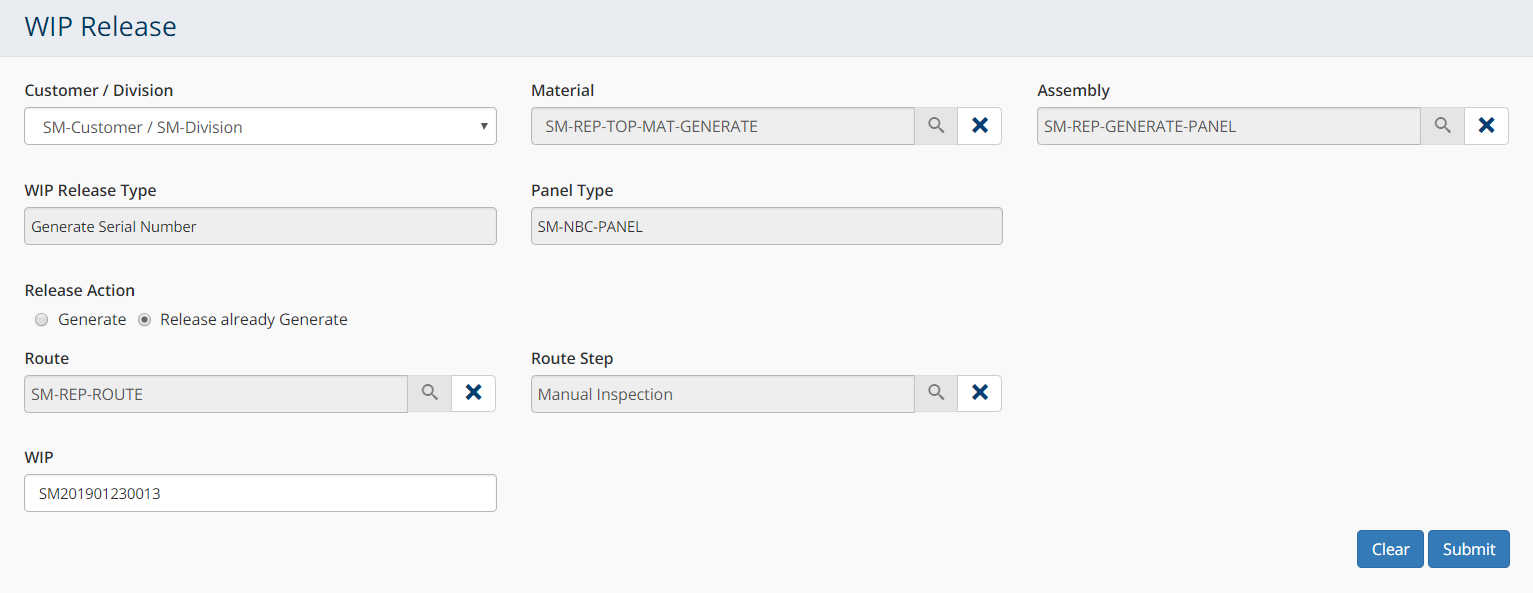 WIP Release
Customer / Division
Material
Assembly
SM-Customer / SM-Division
SM-REP-TOP-MAT-GENERATE
SM-REP-GENERATE-PANEL
WIP Release Type
Panel Type
Generate Serial Number
SM-NBC-PANEL
Release Action
Generate
Release already Generate
Route
Route Step
SM-REP-ROUTE
Manual Inspection
WIP
SM201901230013
Clear
Submit